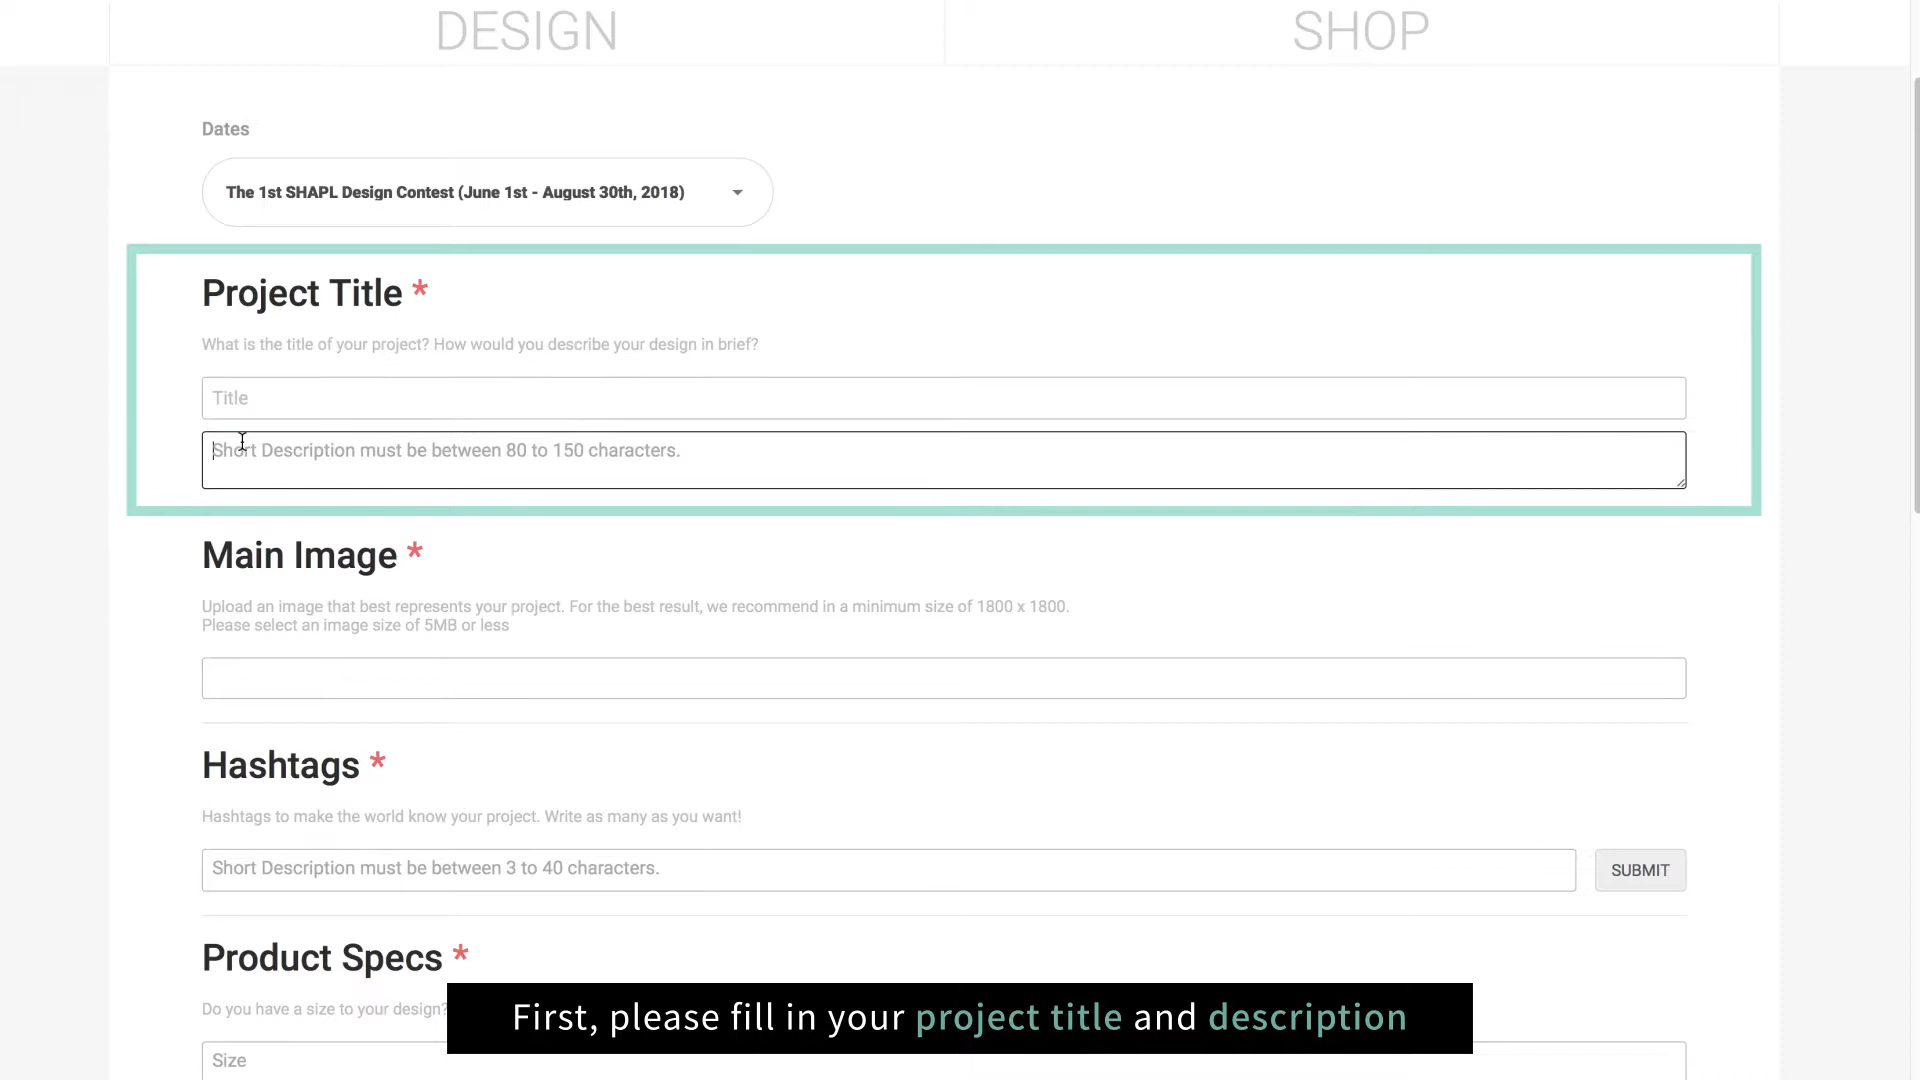 DESIGN
SHOP
Dates
The 1st SHAPL Design Contest (June 1st - August 30th, 2018)
Project Title *
What is the title of your project? How would you describe your design in brief?
Title
Short Description must be between 80 to 150 characters.
Main Image *
Upload an image that best represents your project. For the best result, we recommend in a minimum size of 1800 x 1800.
Please select an image size of 5MB or less
Hashtags *
Hashtags to make the world know your project. Write as many as you want!
Short Description must be between 3 to 40 characters.
SUBMIT
Product Specs *
Do you have a size to your design?
First, please fill in your project title and description
Size